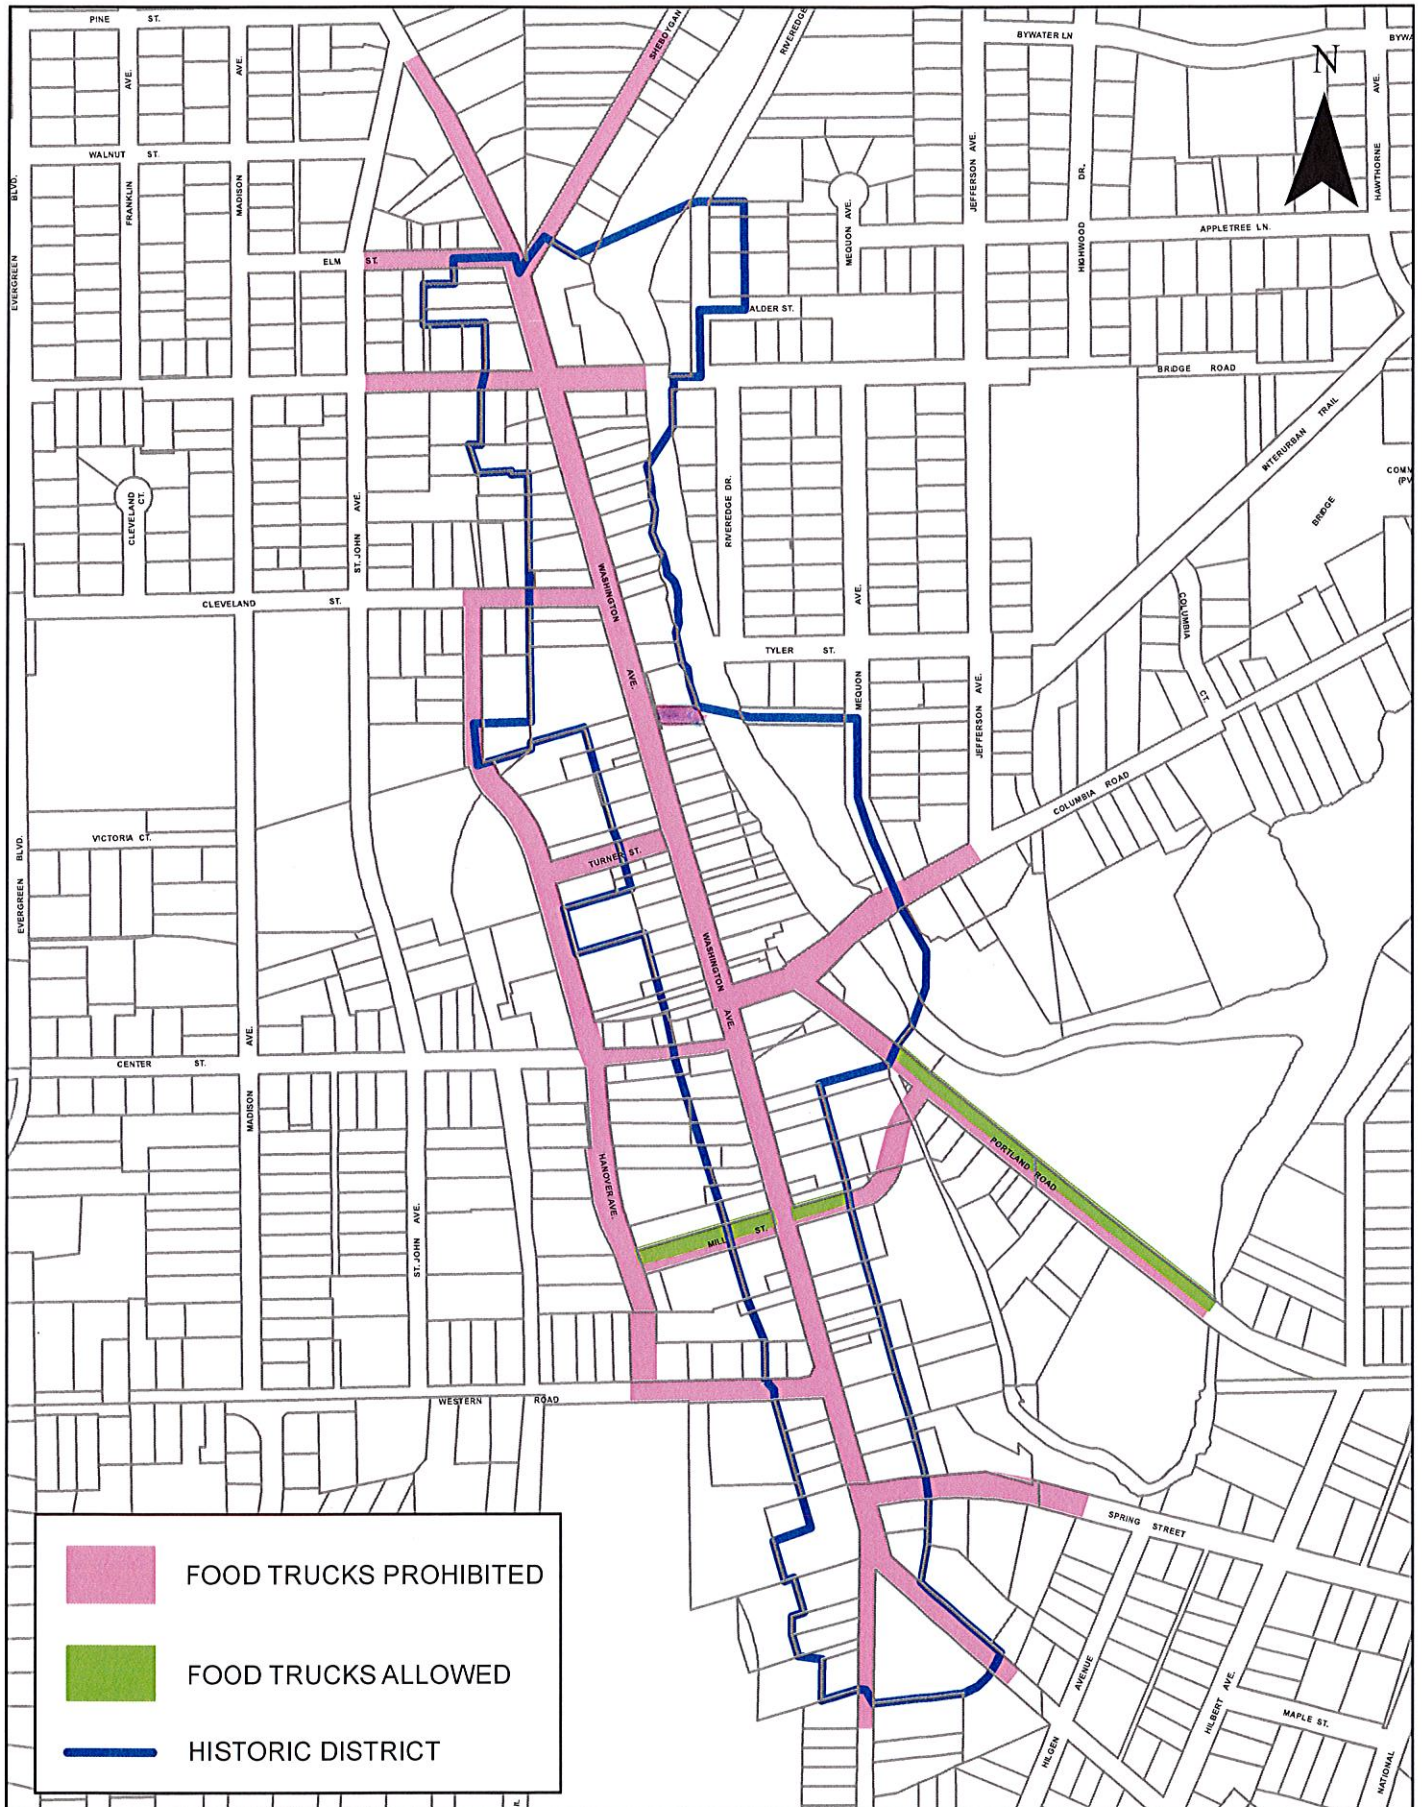 PINE ST.
SHEBOYGAN
RIVEREDGE
BYWATER LN
BYWA
N
AVE.
AVE.
AVE.
WALNUT ST.
BLVD.
FRANKLIN
MADISON
JEFFERSON AVE.
DR.
HAWTHORNE
MEQUON AVE.
APPLETREE LN.
EVERGREEN
ELM ST.
HIGHWOOD
ALDER ST.
BRIDGE ROAD
INTERURBAN TRAIL
COMM
(PV
BRIDGE
CLEVELAND CT.
ST. JOHN AVE.
RIVEREDGE DR.
WASHINGTON
AVE.
CLEVELAND ST.
COLUMBIA
CT.
TYLER ST.
AVE.
MEQUON
JEFFERSON AVE.
COLUMBIA ROAD
VICTORIA CT.
BLVD.
EVERGREEN
TURNER ST.
WASHINGTON
AVE.
CENTER ST.
AVE.
MADISON
PORTLAND ROAD
HANOVER AVE.
ST. JOHN AVE.
MILL ST.
WESTERN ROAD
SPRING STREET
FOOD TRUCKS PROHIBITED
FOOD TRUCKS ALLOWED
HISTORIC DISTRICT
HILGEN AVENUE
HILBERT AVE.
MAPLE ST.
NATIONAL